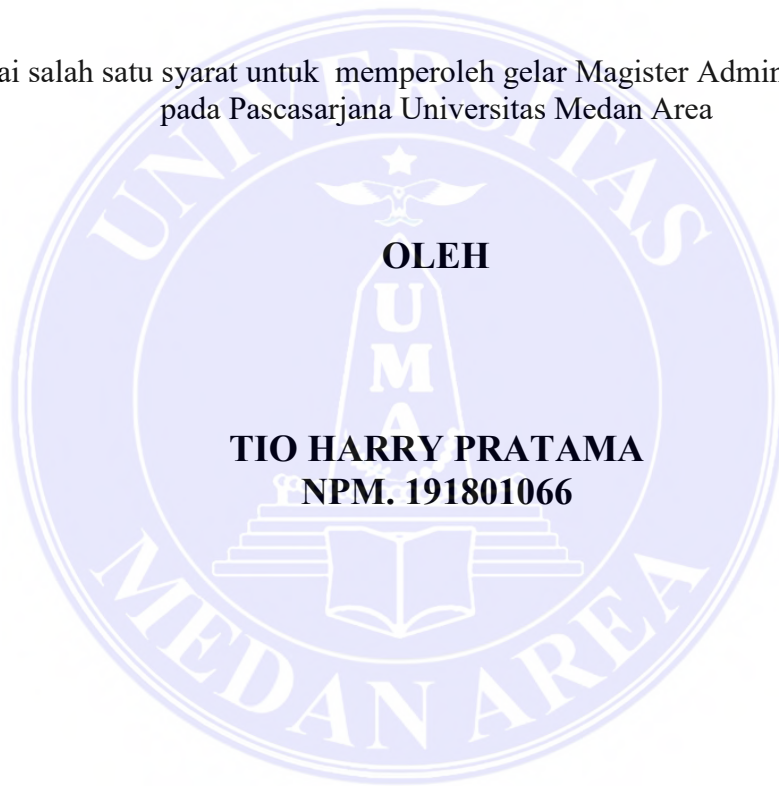 ai salah satu syarat untuk memperoleh gelar Magister Admin
pada Pascasarjana Universitas Medan Area
UNIVERSITAS
OLEH
U
M
A
TIO HARRY PRATAMA
NPM. 191801066
MEDAN AREA